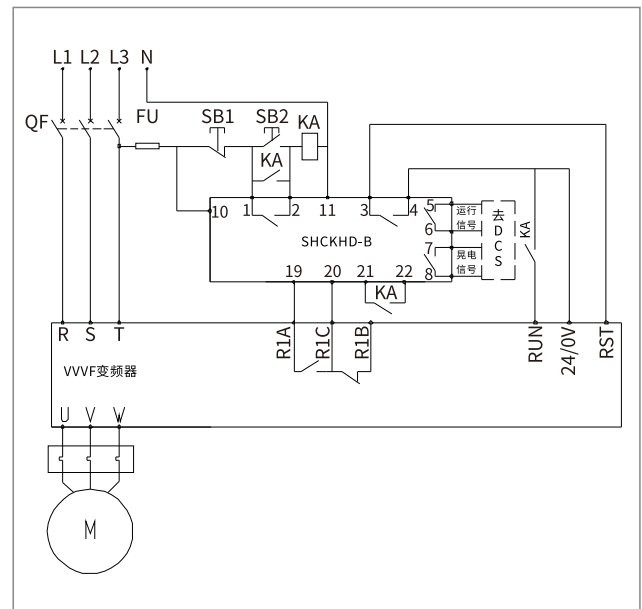 L1 L2 L3 N
QF FU SB1 SB2 KA
KA
10 1 2 11 3 4 5
6
7
8
SHCKHD-B
19 20 21 22
KA
运行
信号
晃电
信号
去
D
C
S
KA
R S T R1A R1C R1B RUN 24/0V RST
VVVF变频器
U V W
M